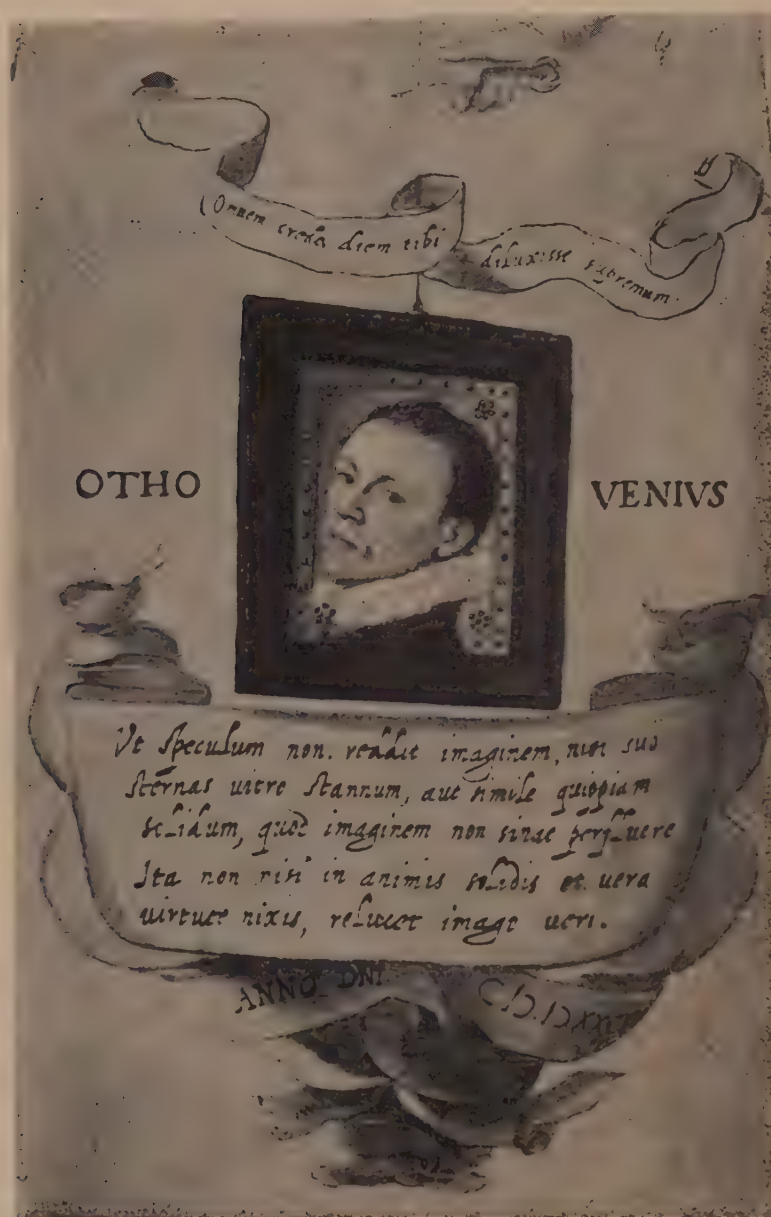 Omnem crede diem tibi diluxisse supremum.
OTHO VENIVS
Vt speculum non reddit imaginem, nisi suo
sternas uitro stannum, aut simile quippiam
solidum, quod imaginem non sinat perfluere
Ita non nisi in animis solidis et uera
uirtute nixis, relucet imago ueri.
ANNO DNI